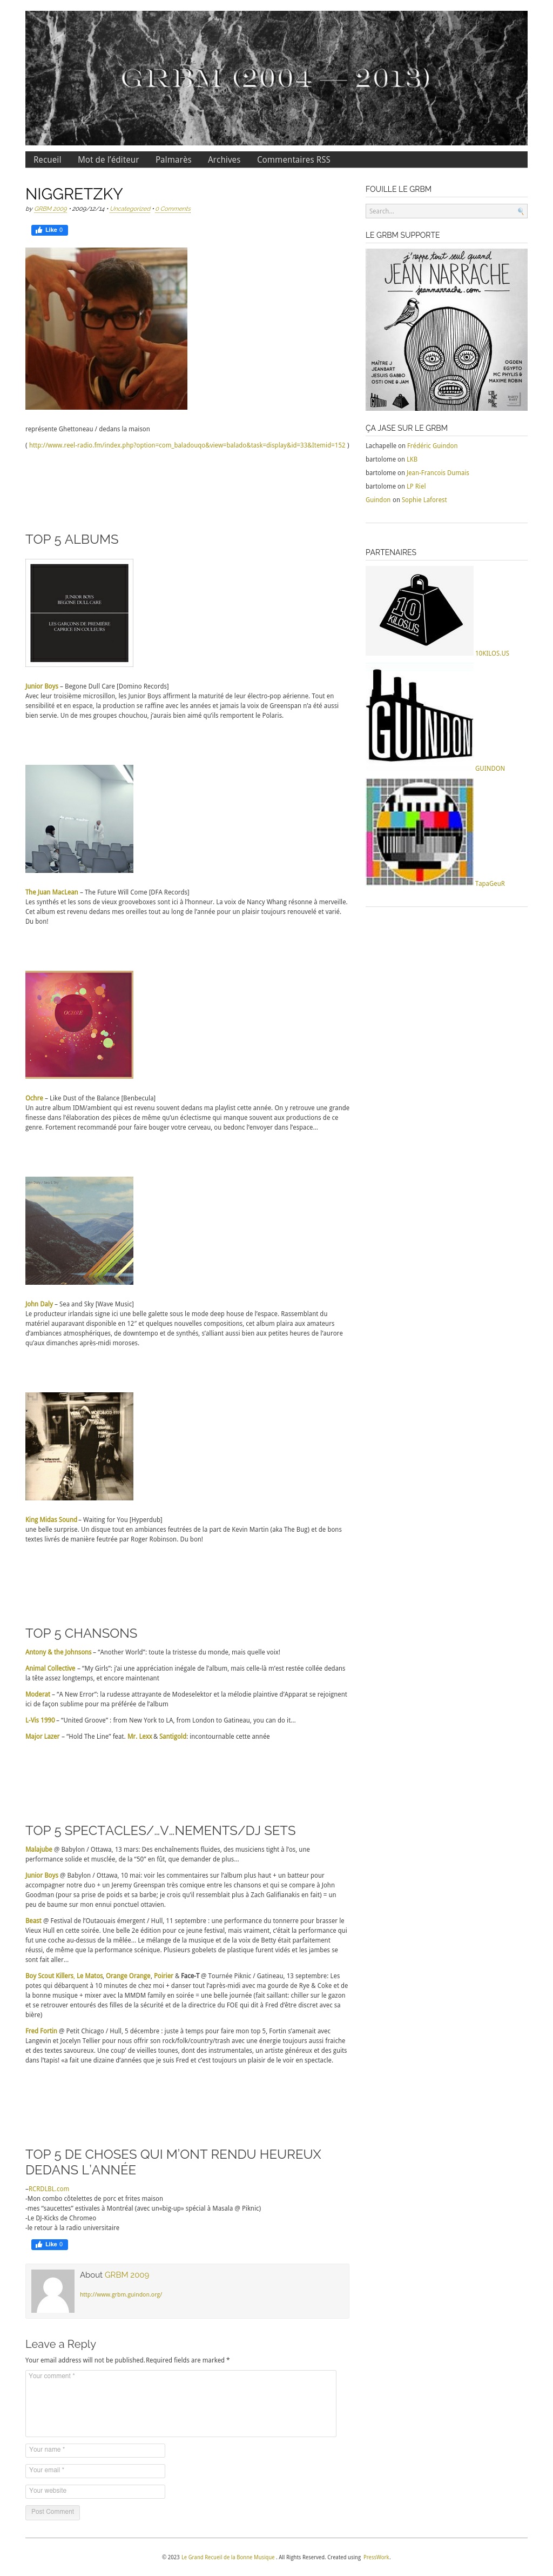 GRBM (2004 — 2013)
Recueil Mot de l'éditeur Palmarès Archives Commentaires RSS
NIGGRETZKY
by GRBM 2009 • 2009/12/14 • Uncategorized • 0 Comments
Like 0
représente Ghettoneau / dedans la maison
( http://www.reel-radio.fm/index.php?option=com_baladouqo&view=balado&task=display&id=33&Itemid=152 )
TOP 5 ALBUMS
JUNIOR BOYS
BEGONE DULL CARE
LES GARÇONS DE PREMIÈRE
CAPRICE EN COULEURS
Junior Boys – Begone Dull Care [Domino Records]
Avec leur troisième microsillon, les Junior Boys affirment la maturité de leur électro-pop aérienne. Tout en
sensibilité et en espace, la production se raffine avec les années et jamais la voix de Greenspan n'a été aussi
bien servie. Un de mes groupes chouchou, j'aurais bien aimé qu'ils remportent le Polaris.
The Juan MacLean – The Future Will Come [DFA Records]
Les synthés et les sons de vieux grooveboxes sont ici à l'honneur. La voix de Nancy Whang résonne à merveille.
Cet album est revenu dedans mes oreilles tout au long de l'année pour un plaisir toujours renouvelé et varié.
Du bon!
OCHRE
Ochre – Like Dust of the Balance [Benbecula]
Un autre album IDM/ambient qui est revenu souvent dedans ma playlist cette année. On y retrouve une grande
finesse dans l'élaboration des pièces de même qu'un éclectisme qui manque souvent aux productions de ce
genre. Fortement recommandé pour faire bouger votre cerveau, ou bedonc l'envoyer dans l'espace…
John Daly – Sea and Sky [Wave Music]
Le producteur irlandais signe ici une belle galette sous le mode deep house de l'espace. Rassemblant du
matériel auparavant disponible en 12″ et quelques nouvelles compositions, cet album plaira aux amateurs
d'ambiances atmosphériques, de downtempo et de synthés, s'alliant aussi bien aux petites heures de l'aurore
qu'aux dimanches après-midi moroses.
King Midas Sound – Waiting for You [Hyperdub]
une belle surprise. Un disque tout en ambiances feutrées de la part de Kevin Martin (aka The Bug) et de bons
textes livrés de manière feutrée par Roger Robinson. Du bon!
TOP 5 CHANSONS
Antony & the Johnsons – "Another World": toute la tristesse du monde, mais quelle voix!
Animal Collective – "My Girls": j'ai une appréciation inégale de l'album, mais celle-là m'est restée collée dedans
la tête assez longtemps, et encore maintenant
Moderat – "A New Error": la rudesse attrayante de Modeselektor et la mélodie plaintive d'Apparat se rejoignent
ici de façon sublime pour ma préférée de l'album
L-Vis 1990 – "United Groove" : from New York to LA, from London to Gatineau, you can do it…
Major Lazer – "Hold The Line" feat. Mr. Lexx & Santigold: incontournable cette année
TOP 5 SPECTACLES/…V…NEMENTS/DJ SETS
Malajube @ Babylon / Ottawa, 13 mars: Des enchaînements fluides, des musiciens tight à l'os, une
performance solide et musclée, de la "50" en fût, que demander de plus…
Junior Boys @ Babylon / Ottawa, 10 mai: voir les commentaires sur l'album plus haut + un batteur pour
accompagner notre duo + un Jeremy Greenspan très comique entre les chansons et qui se compare à John
Goodman (pour sa prise de poids et sa barbe; je crois qu'il ressemblait plus à Zach Galifianakis en fait) = un
peu de baume sur mon ennui ponctuel ottavien.
Beast @ Festival de l'Outaouais émergent / Hull, 11 septembre : une performance du tonnerre pour brasser le
Vieux Hull en cette soirée. Une belle 2e édition pour ce jeune festival, mais vraiment, c'était la performance qui
fut une coche au-dessus de la mêlée… Le mélange de la musique et de la voix de Betty était parfaitement
réussi, de même que la performance scénique. Plusieurs gobelets de plastique furent vidés et les jambes se
sont fait aller…
Boy Scout Killers, Le Matos, Orange Orange, Poirier & Face-T @ Tournée Piknic / Gatineau, 13 septembre: Les
potes qui débarquent à 10 minutes de chez moi + danser tout l'après-midi avec ma gourde de Rye & Coke et de
la bonne musique + mixer avec la MMDM family en soirée = une belle journée (fait saillant: chiller sur le gazon
et se retrouver entourés des filles de la sécurité et de la directrice du FOE qui dit à Fred d'être discret avec sa
bière)
Fred Fortin @ Petit Chicago / Hull, 5 décembre : juste à temps pour faire mon top 5, Fortin s'amenait avec
Langevin et Jocelyn Tellier pour nous offrir son rock/folk/country/trash avec une énergie toujours aussi fraiche
et des textes savoureux. Une coup' de vieilles tounes, dont des instrumentales, un artiste généreux et des guits
dans l'tapis! «a fait une dizaine d'années que je suis Fred et c'est toujours un plaisir de le voir en spectacle.
TOP 5 DE CHOSES QUI M'ONT RENDU HEUREUX
DEDANS L'ANNÉE
–RCRDLBL.com
-Mon combo côtelettes de porc et frites maison
-mes "saucettes" estivales à Montréal (avec un«big-up» spécial à Masala @ Piknic)
-Le DJ-Kicks de Chromeo
-le retour à la radio universitaire
Like 0
About GRBM 2009
http://www.grbm.guindon.org/
Leave a Reply
Your email address will not be published. Required fields are marked *
Your comment *
Your name *
Your email *
Your website
Post Comment
FOUILLE LE GRBM
Search...
LE GRBM SUPPORTE
j'rappe tout seul quand
JEAN NARRACHE
jeannarrache.com
MAÎTRE J
JEANBART
JESUIS GABBO
OSTI ONE & JAM
OGDEN
EGYPTO
MC PHYLIS &
MAXIME ROBIN
ÇA JASE SUR LE GRBM
Lachapelle on Frédéric Guindon
bartolome on LKB
bartolome on Jean-Francois Dumais
bartolome on LP Riel
Guindon on Sophie Laforest
PARTENAIRES
10
KILOS.US
10KILOS.US
GUINDON
GUINDON
TapaGeuR
© 2023 Le Grand Recueil de la Bonne Musique . All Rights Reserved. Created using PressWork.